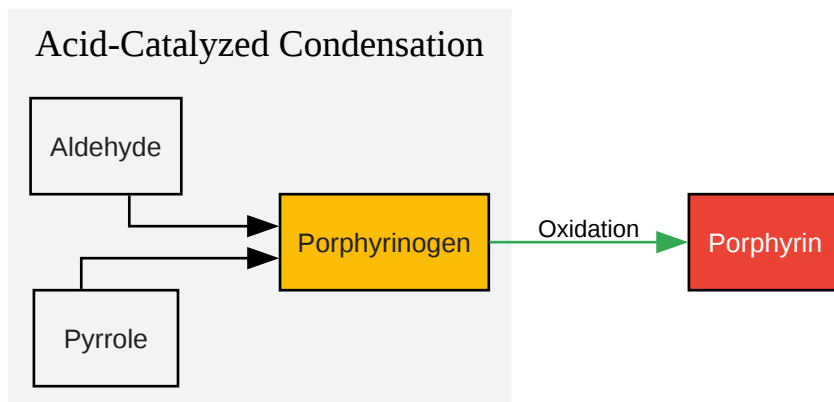 Acid-Catalyzed Condensation
Aldehyde
Porphyrinogen
Oxidation
Porphyrin
Pyrrole